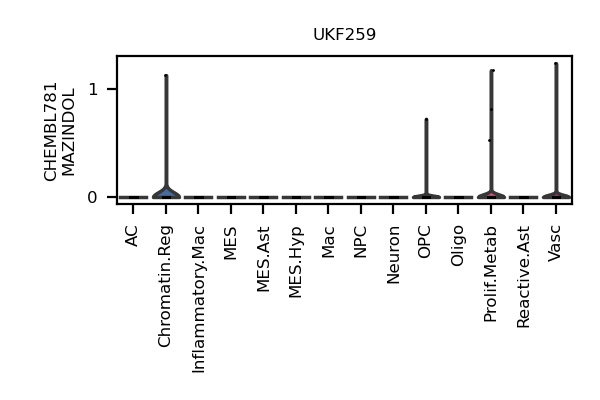 UKF259
CHEMBL781
MAZINDOL
1
0
AC
Chromatin.Reg
Inflammatory.Mac
MES
MES.Ast
MES.Hyp
Mac
NPC
Neuron
OPC
Oligo
Prolif.Metab
Reactive.Ast
Vasc